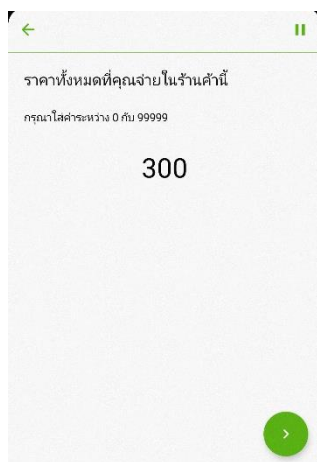 ราคาทั้งหมดที่คุณจ่ายในร้านค้านี้
กรุณาใส่ค่าระหว่าง 0 กับ 99999
300